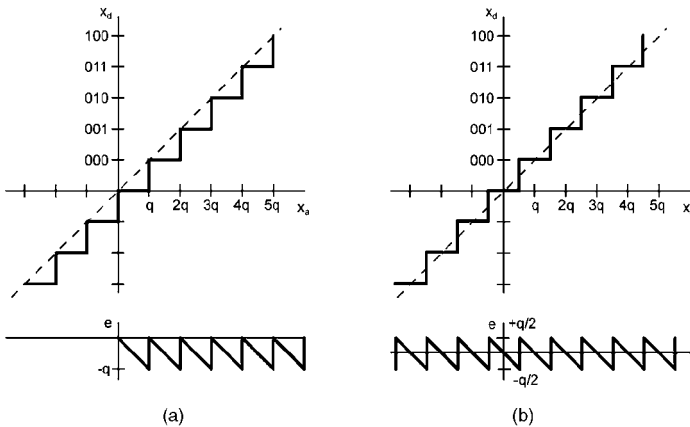 x_d
100
011
010
001
000
q 2q 3q 4q 5q
x_a
e
-q
(a)
x_d
100
011
010
001
000
q 2q 3q 4q 5q
x
e +q/2
-q/2
(b)